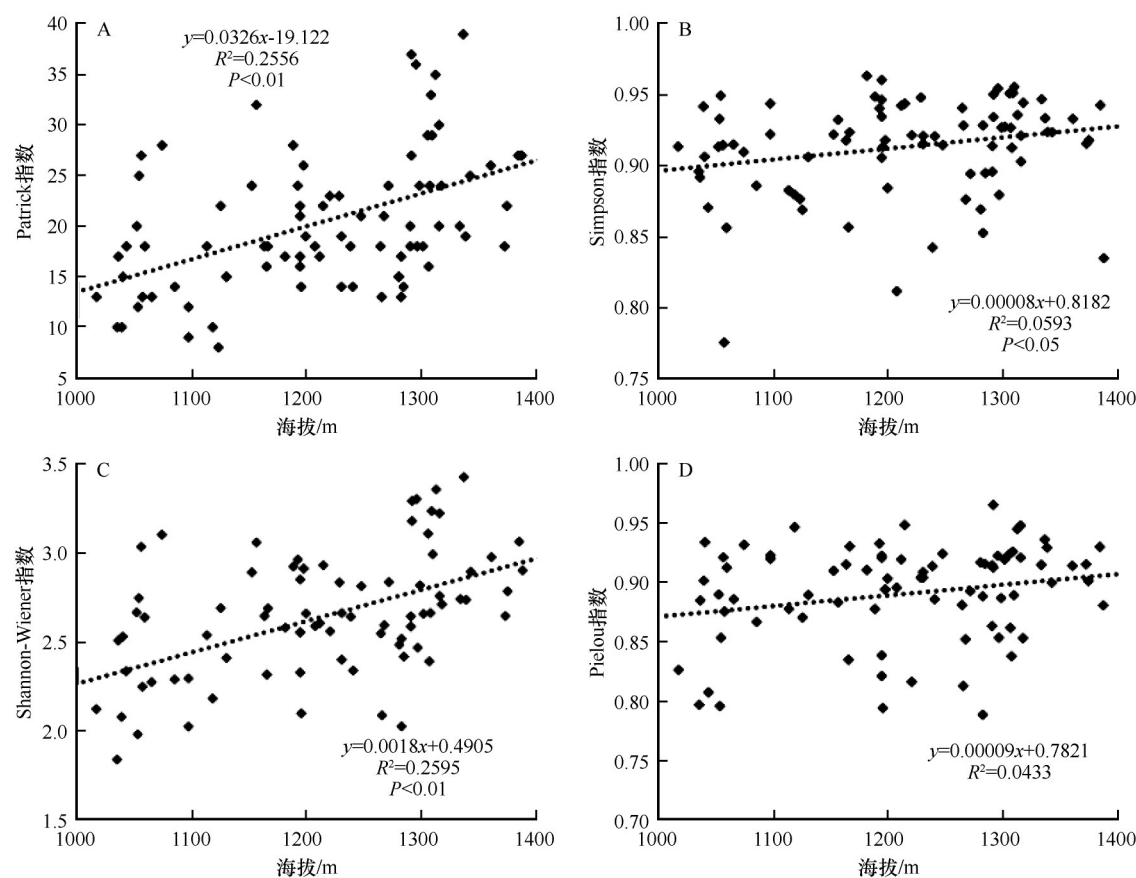 A
y=0.0326x-19.122
R²=0.2556
P<0.01
40
35
30
25
20
15
10
5
Patrick指数
1000 1100 1200 1300 1400
海拔/m
B
1.00
0.95
0.90
0.85
0.80
0.75
Simpson指数
y=0.00008x+0.8182
R²=0.0593
P<0.05
1000 1100 1200 1300 1400
海拔/m
C
3.5
3.0
2.5
2.0
1.5
Shannon-Wiener指数
y=0.0018x+0.4905
R²=0.2595
P<0.01
1000 1100 1200 1300 1400
海拔/m
D
1.00
0.95
0.90
0.85
0.80
0.75
0.70
Pielou指数
y=0.00009x+0.7821
R²=0.0433
1000 1100 1200 1300 1400
海拔/m